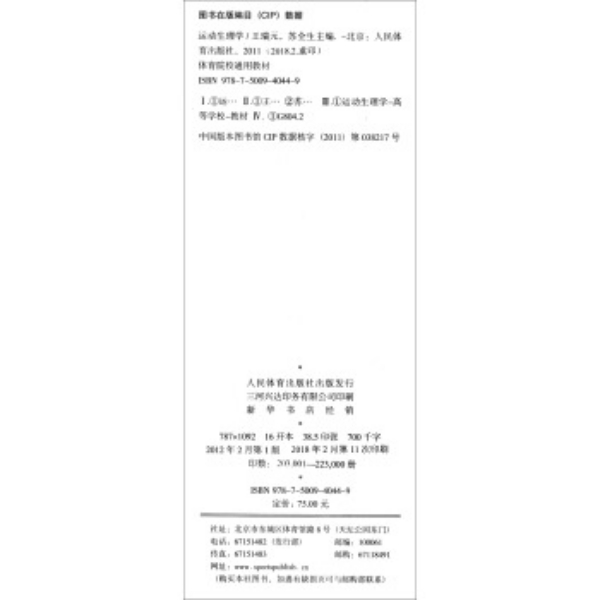 图书在版编目（CIP）数据
运动生理学/王瑞元，苏全生主编. -北京：人民体
育出版社，2011（2018.2.重印）
体育院校通用教材
ISBN 978-7-5009-4044-9
Ⅰ.①运… Ⅱ.①王… ②苏… Ⅲ.①运动生理学-高
等学校-教材 Ⅳ.①G804.2
中国版本图书馆 CIP 数据核字（2011）第 038217 号
人民体育出版社出版发行
三河兴达印务有限公司印刷
新 华 书 店 经 销
787×1092 16 开本 38.5 印张 700 千字
2012 年 2 月第 1 版 2018 年 2 月第 11 次印刷
印数：201,001—225,000 册
ISBN 978-7-5009-4044-9
定价：75.00 元
社址：北京市东城区体育馆路 8 号（天坛公园东门）
电话：67151482（发行部） 邮编：100061
传真：67151483 邮购：67118491
网址：www.sportspublish.cn
（购买本社图书，如遇有缺损页可与邮购部联系）